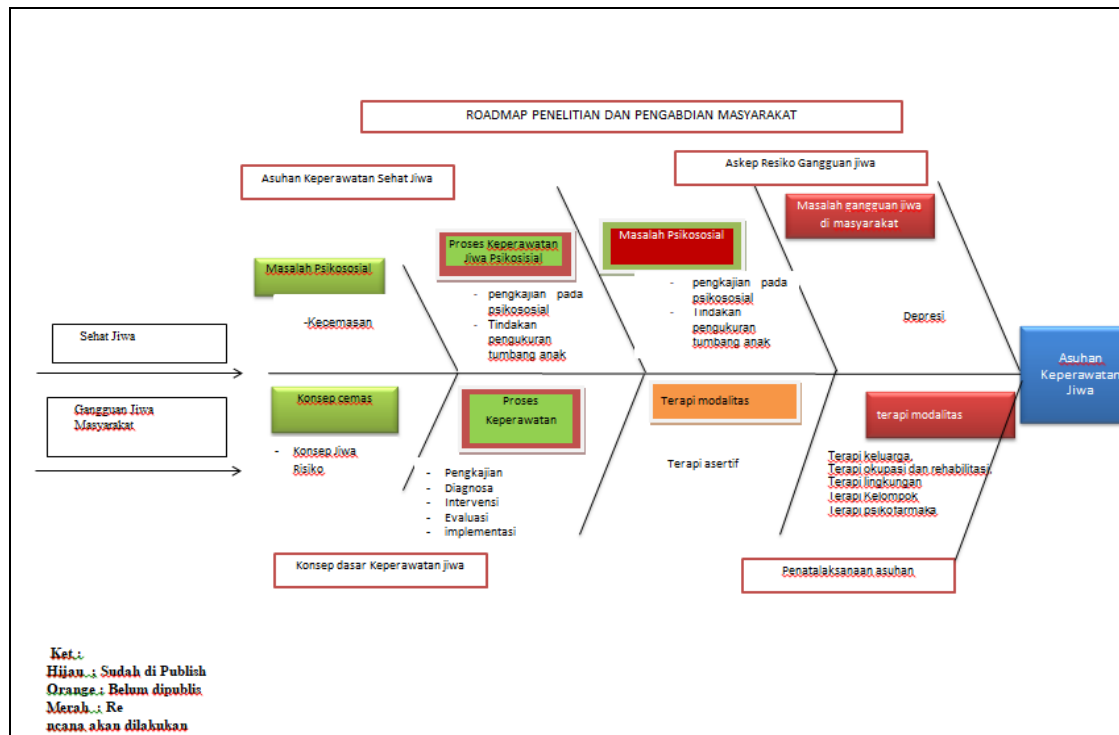 ROADMAP PENELITIAN DAN PENGABDIAN MASYARAKAT
Asuhan Keperawatan Sehat Jiwa
Askep Resiko Gangguan jiwa
Masalah gangguan jiwa
di masyarakat
Masalah Psikososial
Proses Keperawatan
Jiwa Psikosisial
Masalah Psikososial
- pengkajian pada
psikososial
- Tindakan
pengukuran
tumbang anak
- pengkajian pada
psikososial
- Tindakan
pengukuran
tumbang anak
-Kecemasan
Depresi
Sehat Jiwa
Asuhan
Keperawatan
Jiwa
Gangguan Jiwa
Masyarakat
Konsep cemas
Proses
Keperawatan
Terapi modalitas
terapi modalitas
- Konsep Jiwa
Risiko
- Pengkajian
- Diagnosa
- Intervensi
- Evaluasi
- implementasi
Terapi asertif
Terapi keluarga,
Terapi okupasi dan rehabilitasi,
Terapi lingkungan
Terapi Kelompok
Terapi psikofarmaka
Konsep dasar Keperawatan jiwa
Penatalaksanaan asuhan
Ket :
Hijau : Sudah di Publish
Orange : Belum dipublis
Merah : Re
ncana akan dilakukan